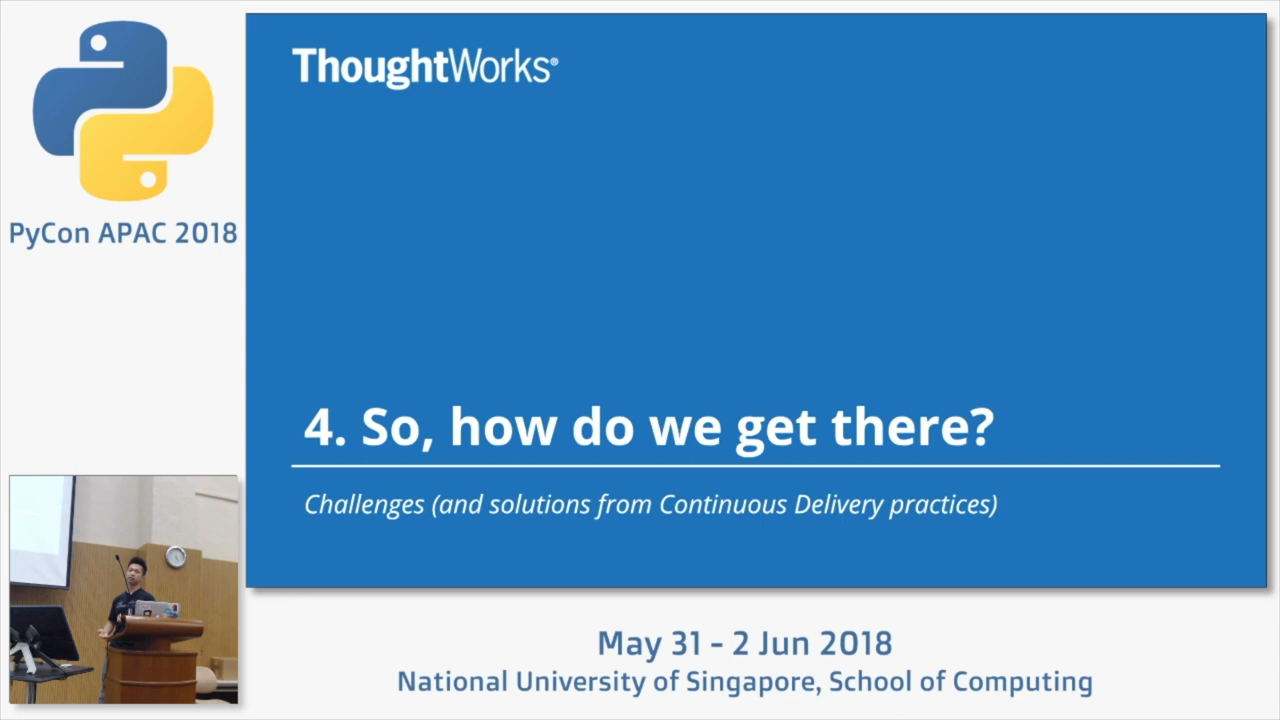 PyCon APAC 2018
ThoughtWorks®
4. So, how do we get there?
Challenges (and solutions from Continuous Delivery practices)
May 31 - 2 Jun 2018
National University of Singapore, School of Computing